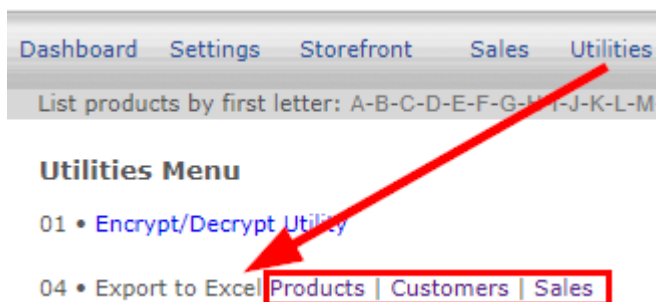 Dashboard Settings Storefront Sales Utilities
List products by first letter: A-B-C-D-E-F-G-H-I-J-K-L-M
Utilities Menu
01 • Encrypt/Decrypt Utility
04 • Export to Excel Products | Customers | Sales